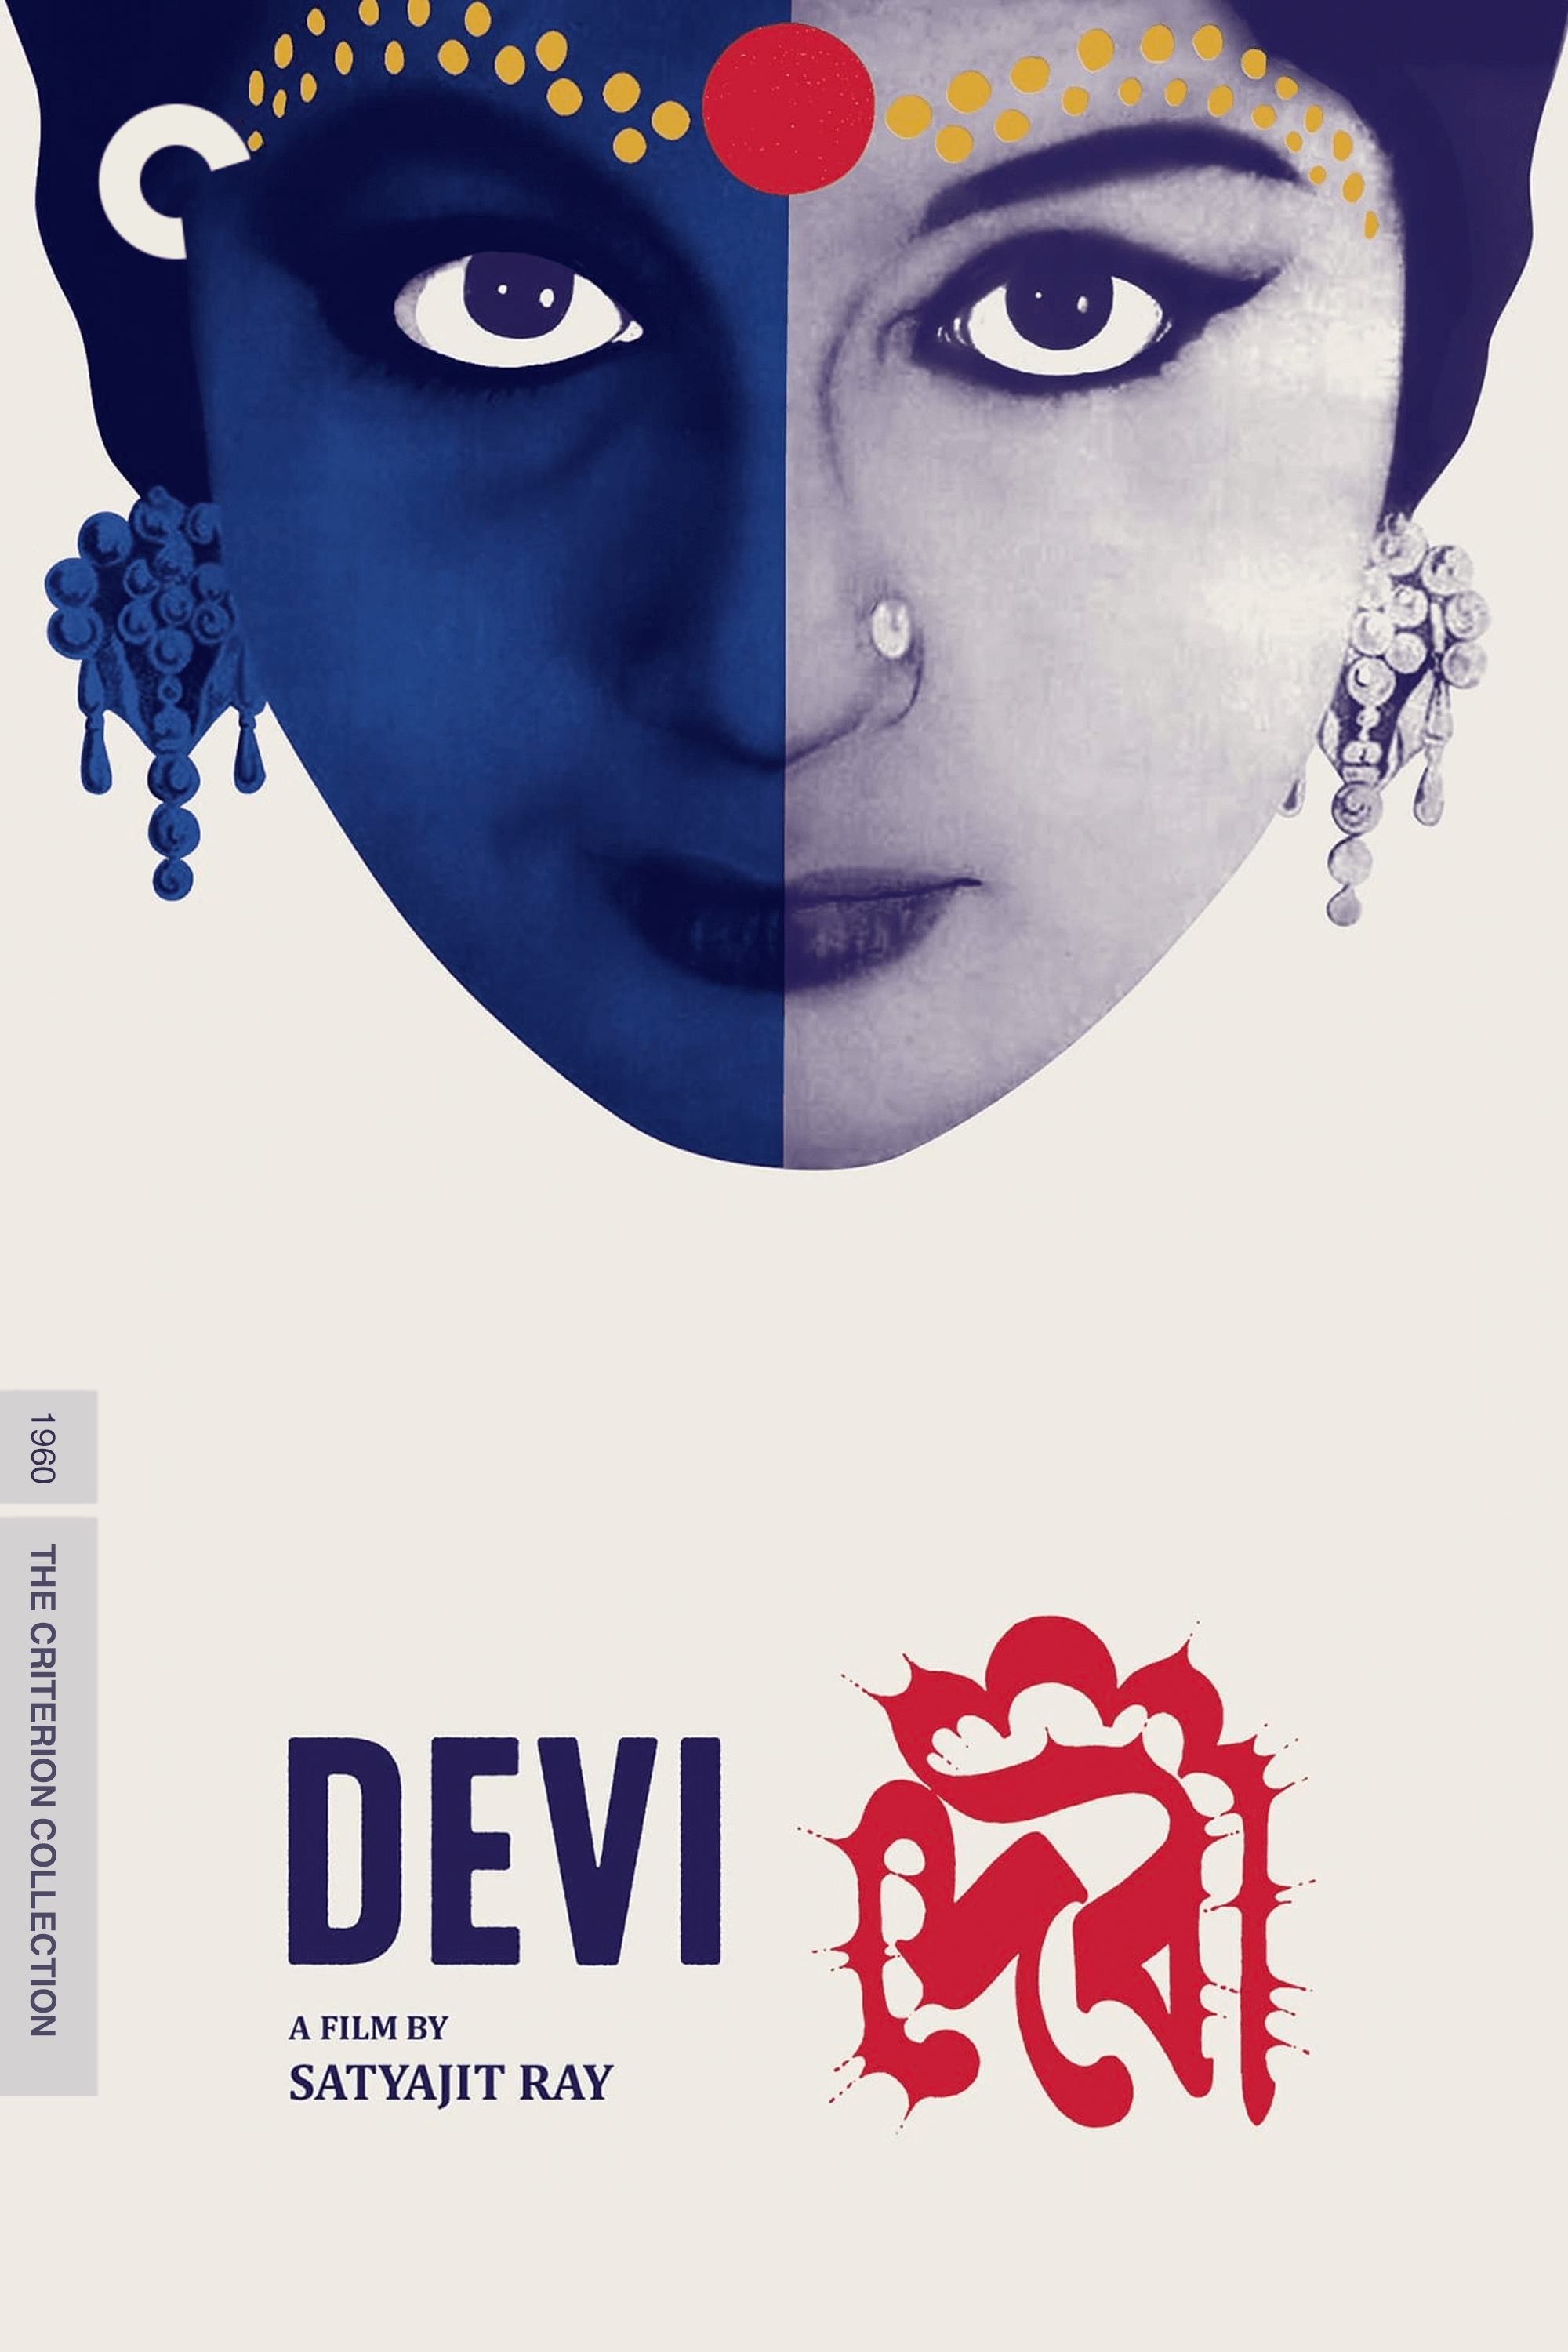 1960
THE CRITERION COLLECTION
DEVI
দেবী
A FILM BY
SATYAJIT RAY